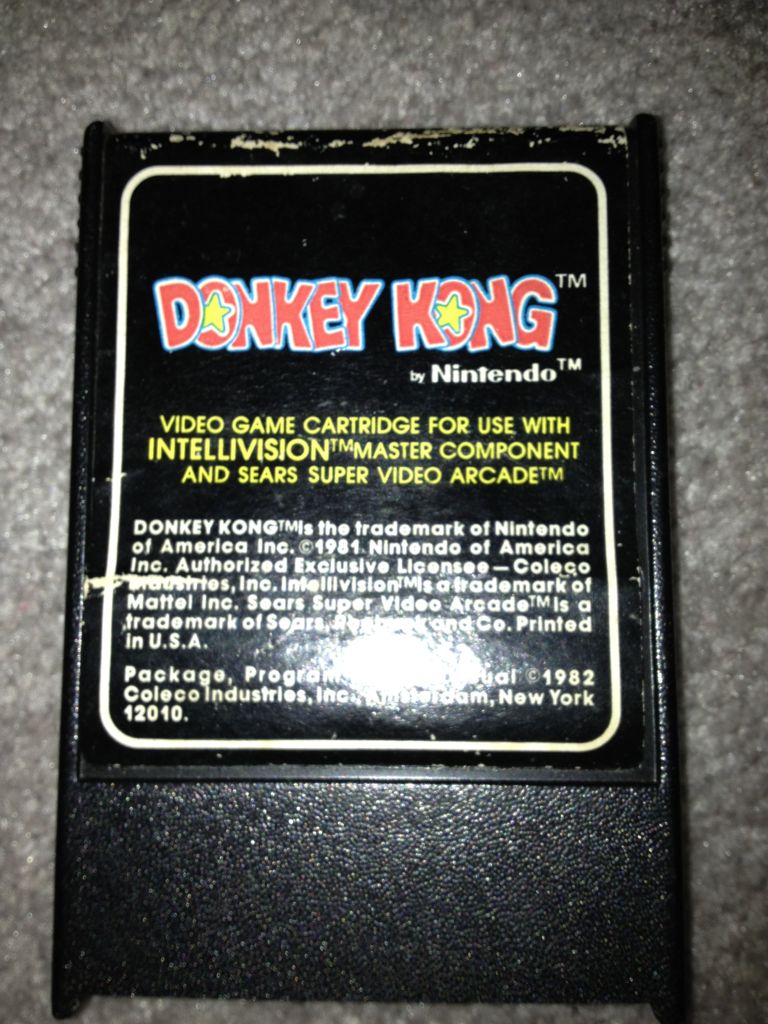 DONKEY KONG™
by Nintendo™
VIDEO GAME CARTRIDGE FOR USE WITH
INTELLIVISION™ MASTER COMPONENT
AND SEARS SUPER VIDEO ARCADE™
DONKEY KONG™ is the trademark of Nintendo
of America Inc. ©1981 Nintendo of America
Inc. Authorized Exclusive Licensee — Coleco
Industries, Inc. Intellivision™ is a trademark of
Mattel Inc. Sears Super Video Arcade™ is a
trademark of Sears, Roebuck and Co. Printed
in U.S.A.
Package, Program ©1982
Coleco Industries, Inc., Amsterdam, New York
12010.